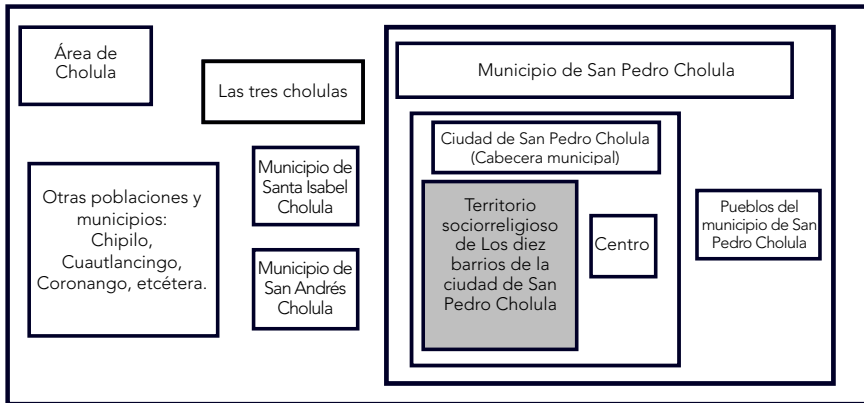 Área de
Cholula
Las tres cholulas
Municipio de San Pedro Cholula
Ciudad de San Pedro Cholula
(Cabecera municipal)
Otras poblaciones y
municipios:
Chipilo,
Cuautlancingo,
Coronango, etcétera.
Municipio de
Santa Isabel
Cholula
Municipio de
San Andrés
Cholula
Territorio
sociorreligioso
de Los diez
barrios de la
ciudad de San
Pedro Cholula
Centro
Pueblos del
municipio de San
Pedro Cholula